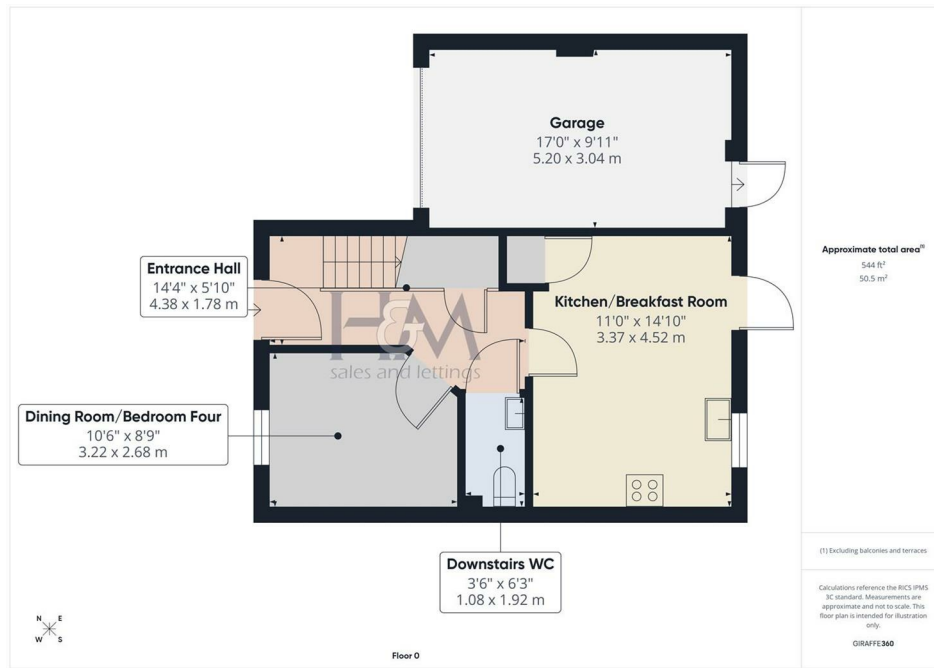 Garage
17'0" x 9'11"
5.20 x 3.04 m
Entrance Hall
14'4" x 5'10"
4.38 x 1.78 m
Kitchen/Breakfast Room
11'0" x 14'10"
3.37 x 4.52 m
H&M
sales and lettings
Dining Room/Bedroom Four
10'6" x 8'9"
3.22 x 2.68 m
Downstairs WC
3'6" x 6'3"
1.08 x 1.92 m
N E
W S
Floor 0
Approximate total area⁽¹⁾
544 ft²
50.5 m²
(1) Excluding balconies and terraces
Calculations reference the RICS IPMS
3C standard. Measurements are
approximate and not to scale. This
floor plan is intended for illustration
only.
GIRAFFE360